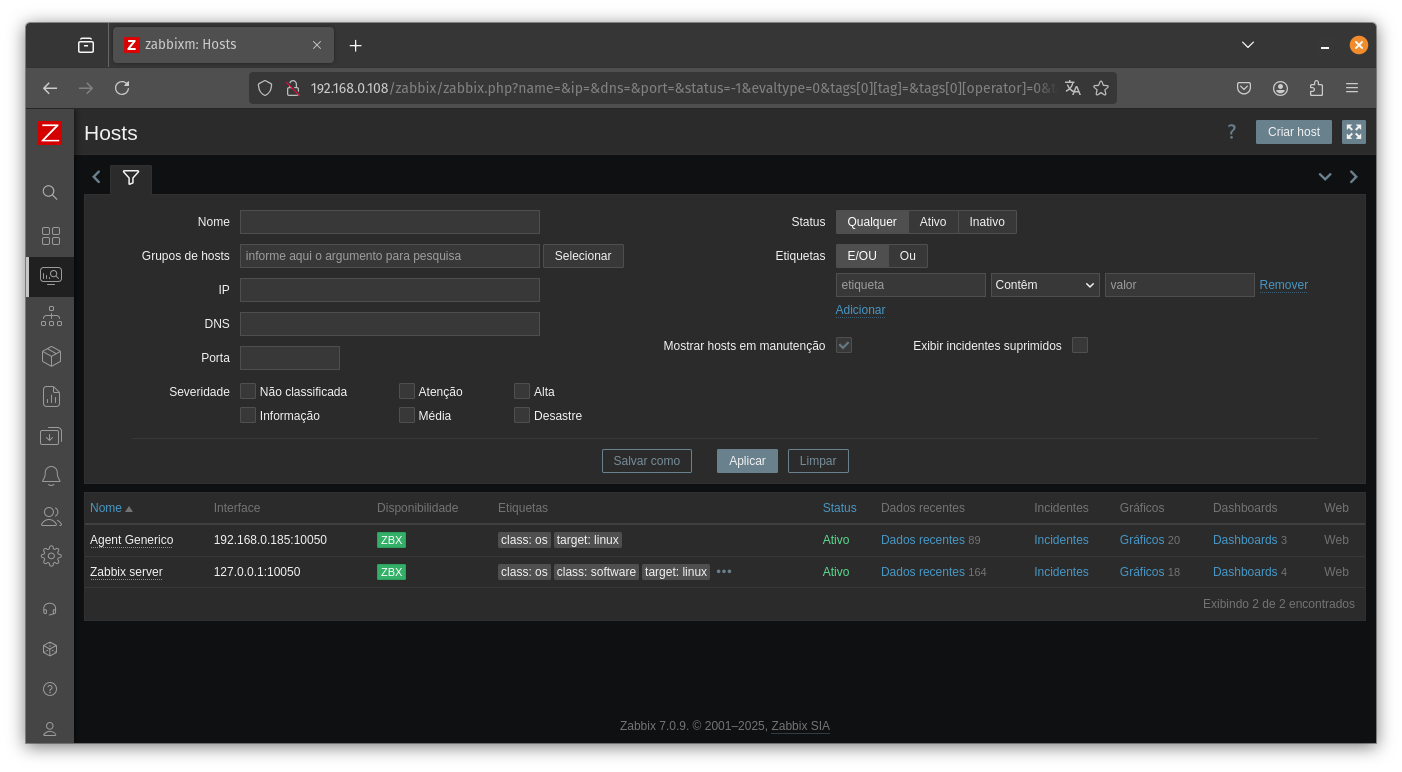 zabbixm: Hosts
192.168.0.108/zabbix/zabbix.php?name=&ip=&dns=&port=&status=-1&evaltype=0&tags[0][tag]=&tags[0][operator]=0&t
Z
Hosts
? Criar host
Nome Status Qualquer Ativo Inativo
Grupos de hosts informe aqui o argumento para pesquisa Selecionar Etiquetas E/OU Ou
IP etiqueta Contêm valor Remover
Adicionar
DNS
Porta Mostrar hosts em manutenção Exibir incidentes suprimidos
Severidade Não classificada Atenção Alta
Informação Média Desastre
Salvar como Aplicar Limpar
Nome Interface Disponibilidade Etiquetas Status Dados recentes Incidentes Gráficos Dashboards Web
Agent Generico 192.168.0.185:10050 ZBX class: os target: linux Ativo Dados recentes 89 Incidentes Gráficos 20 Dashboards 3 Web
Zabbix server 127.0.0.1:10050 ZBX class: os class: software target: linux ••• Ativo Dados recentes 164 Incidentes Gráficos 18 Dashboards 4 Web
Exibindo 2 de 2 encontrados
Zabbix 7.0.9. © 2001–2025, Zabbix SIA